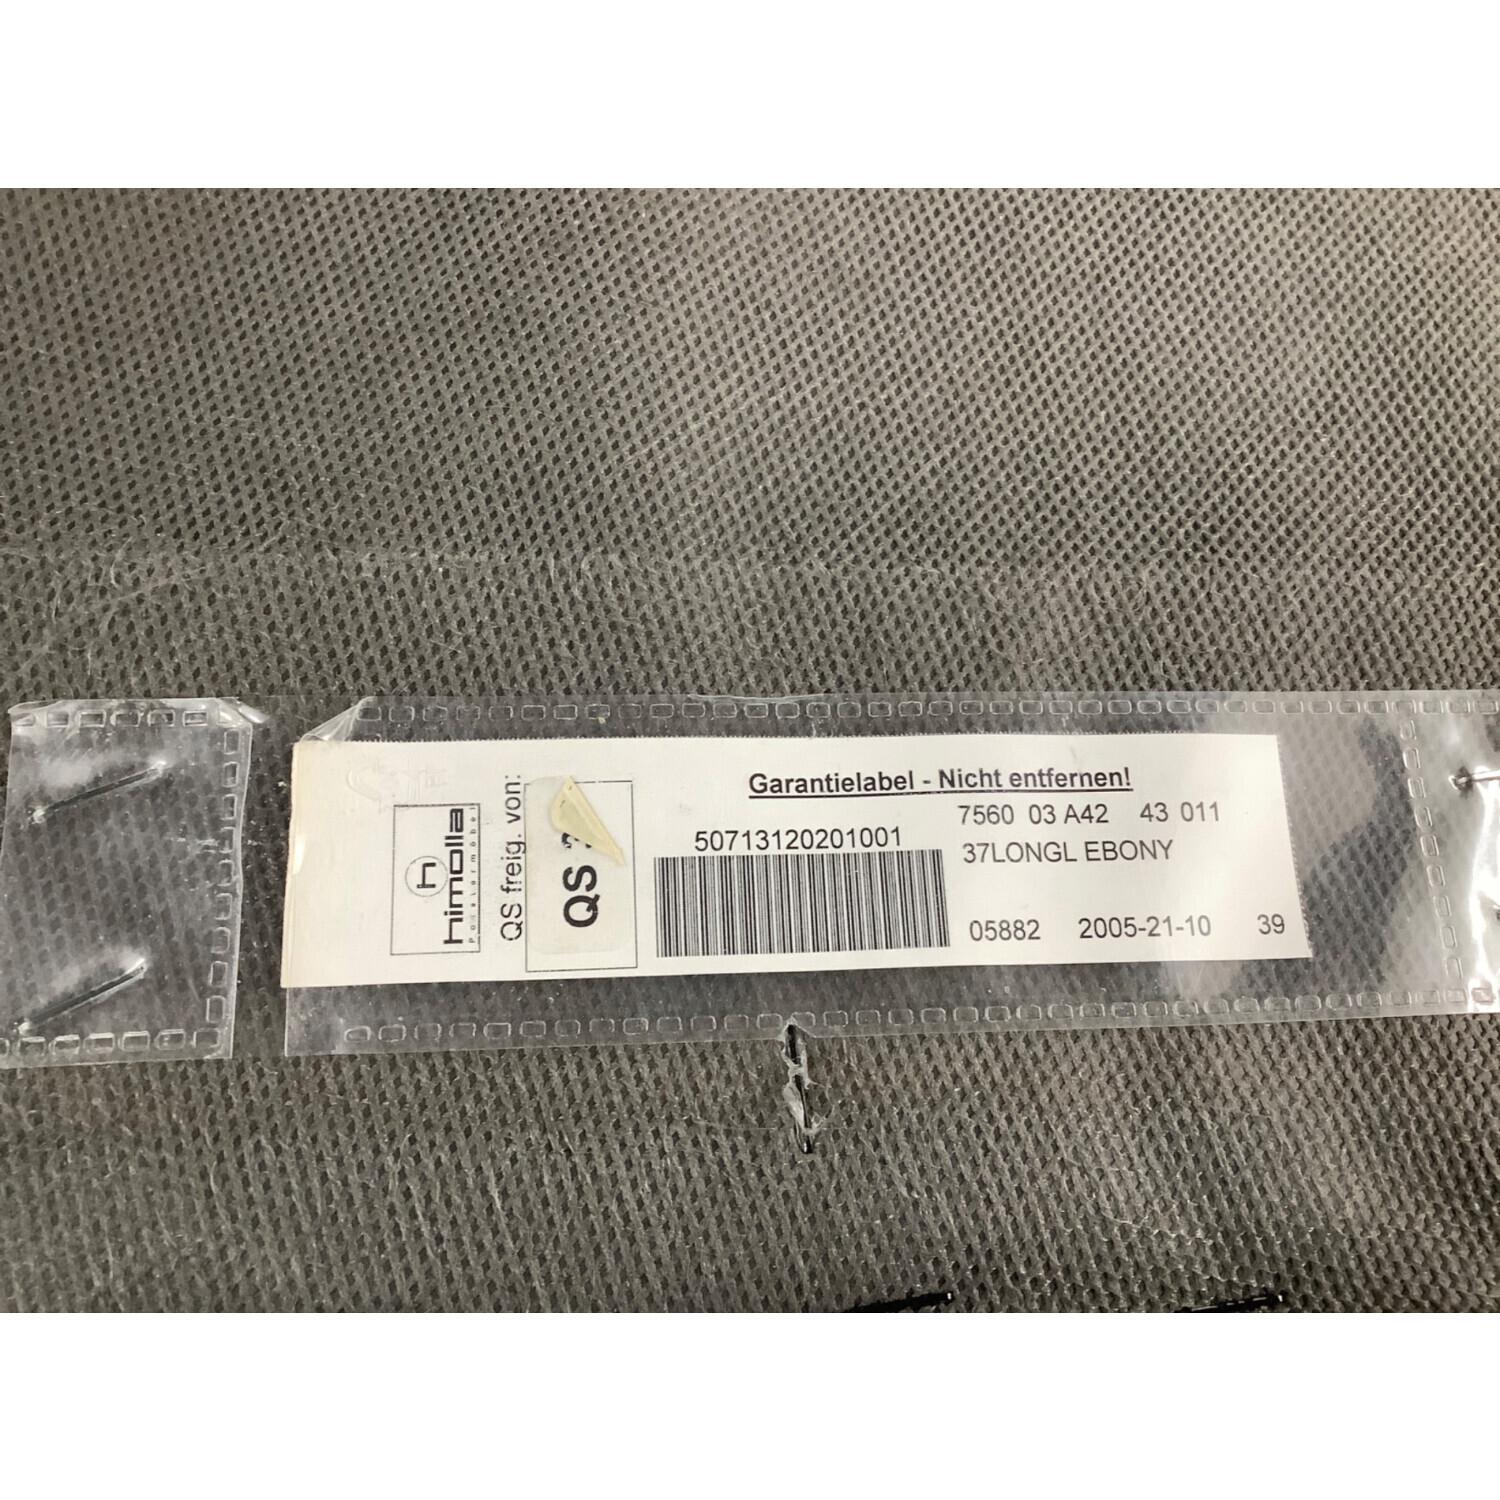 himolla
Polstermöbel
QS freig. von:
QS
Garantielabel - Nicht entfernen!
50713120201001
7560 03 A42 43 011
37LONGL EBONY
05882 2005-21-10 39